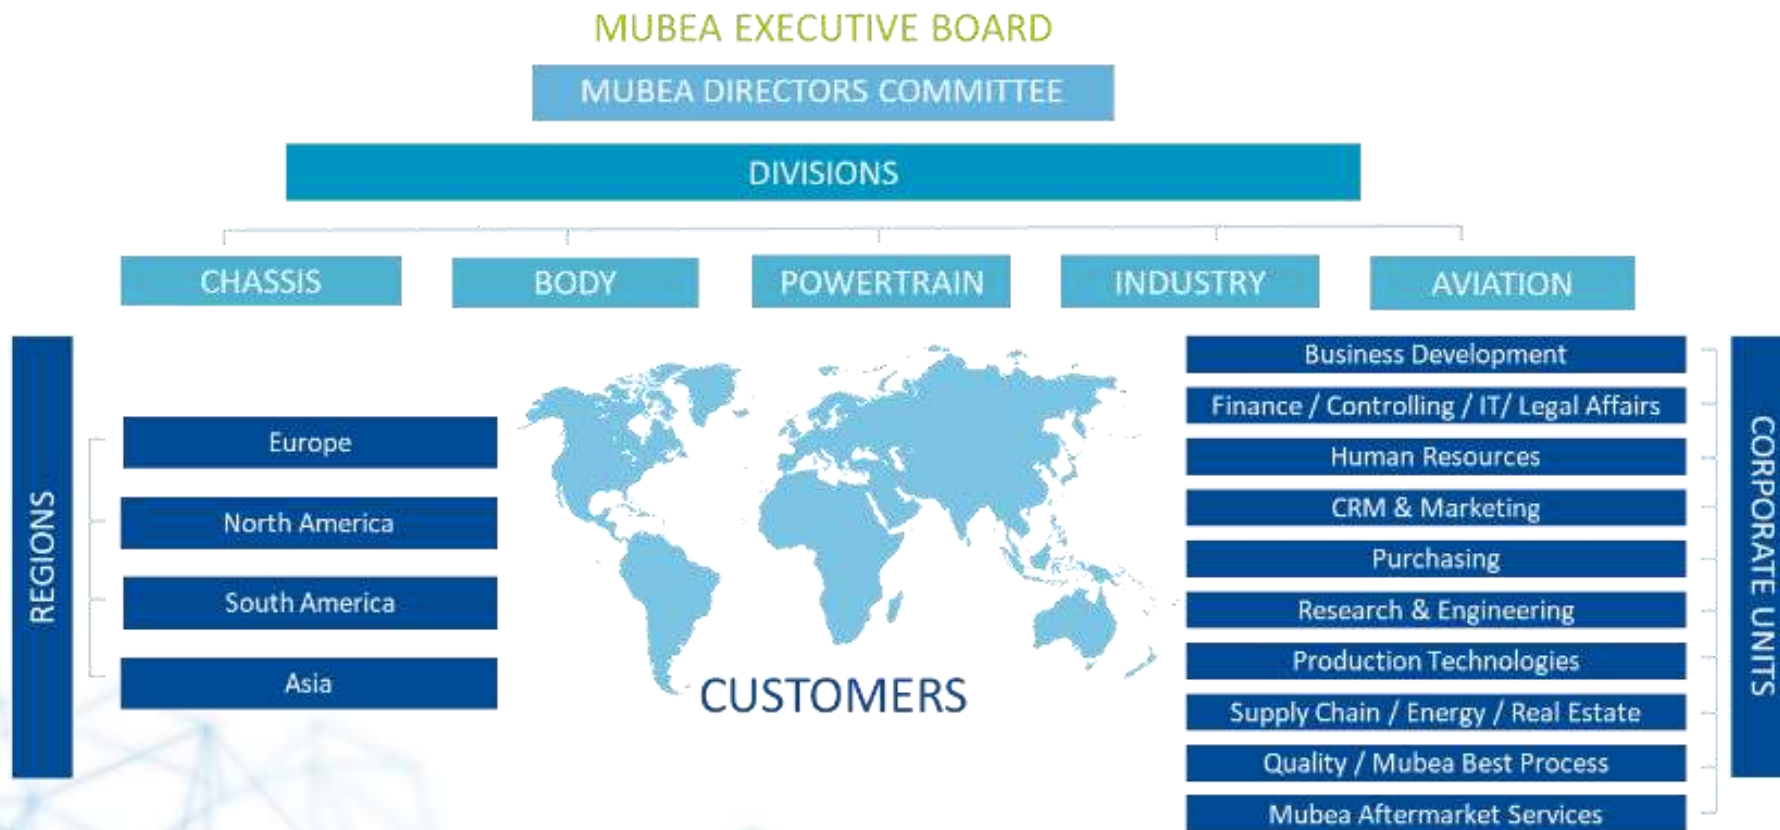 MUBEA EXECUTIVE BOARD
MUBEA DIRECTORS COMMITTEE
DIVISIONS
CHASSIS
BODY
POWERTRAIN
INDUSTRY
AVIATION
REGIONS
Europe
North America
South America
Asia
CUSTOMERS
Business Development
Finance / Controlling / IT/ Legal Affairs
Human Resources
CRM & Marketing
Purchasing
Research & Engineering
Production Technologies
Supply Chain / Energy / Real Estate
Quality / Mubea Best Process
Mubea Aftermarket Services
CORPORATE UNITS